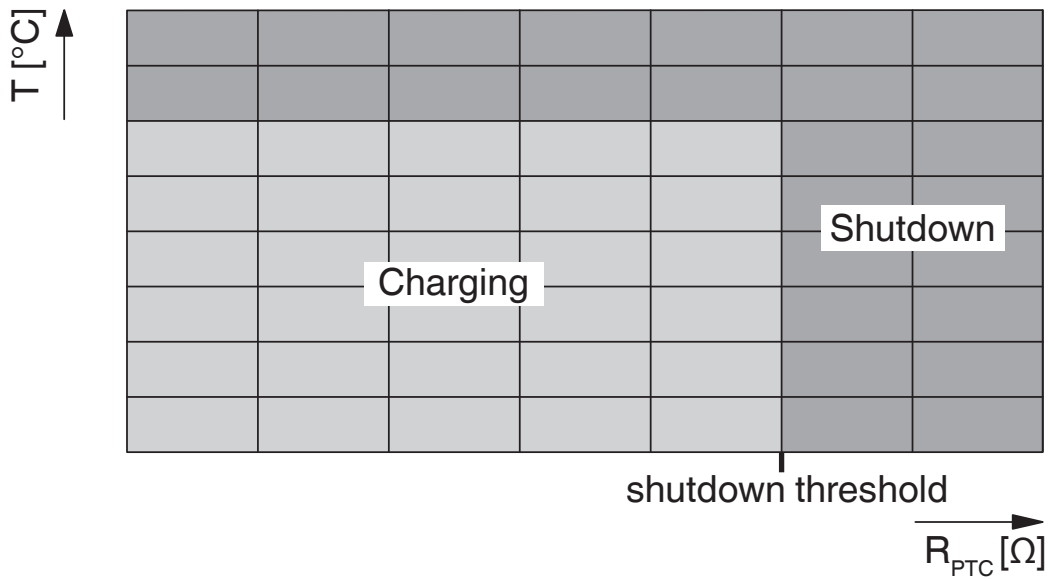 T [°C]
Shutdown
Charging
shutdown threshold
R_PTC [Ω]